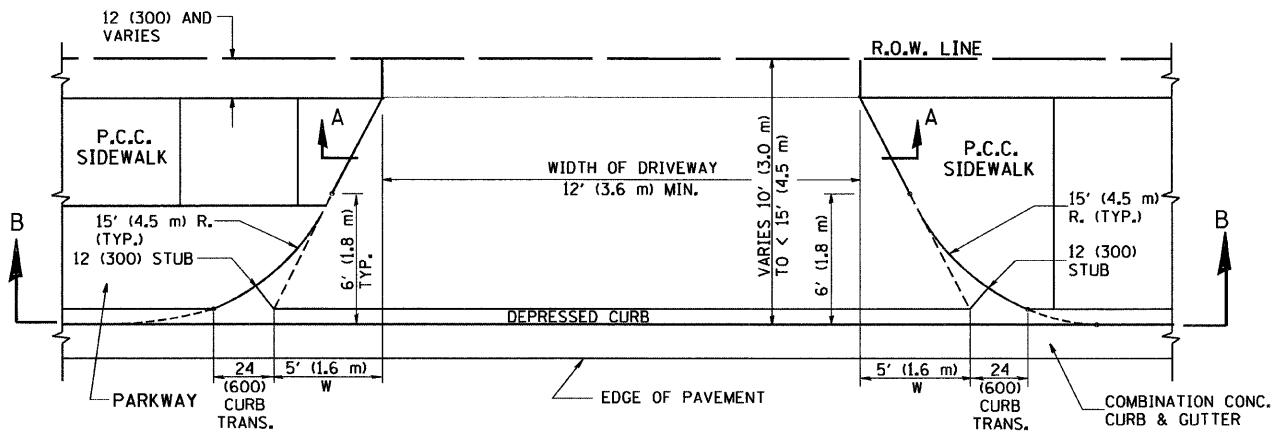 12 (300) AND
VARIES
R.O.W. LINE
A
A
P.C.C.
SIDEWALK
P.C.C.
SIDEWALK
WIDTH OF DRIVEWAY
12' (3.6 m) MIN.
VARIES 10' (3.0 m)
TO < 15' (4.5 m)
B
B
15' (4.5 m) R.
(TYP.)
12 (300) STUB
6' (1.8 m)
TYP.
6' (1.8 m)
15' (4.5 m)
R. (TYP.)
12 (300)
STUB
DEPRESSED CURB
24
(600)
CURB
TRANS.
5' (1.6 m)
W
5' (1.6 m)
W
24
(600)
CURB
TRANS.
PARKWAY
EDGE OF PAVEMENT
COMBINATION CONC.
CURB & GUTTER